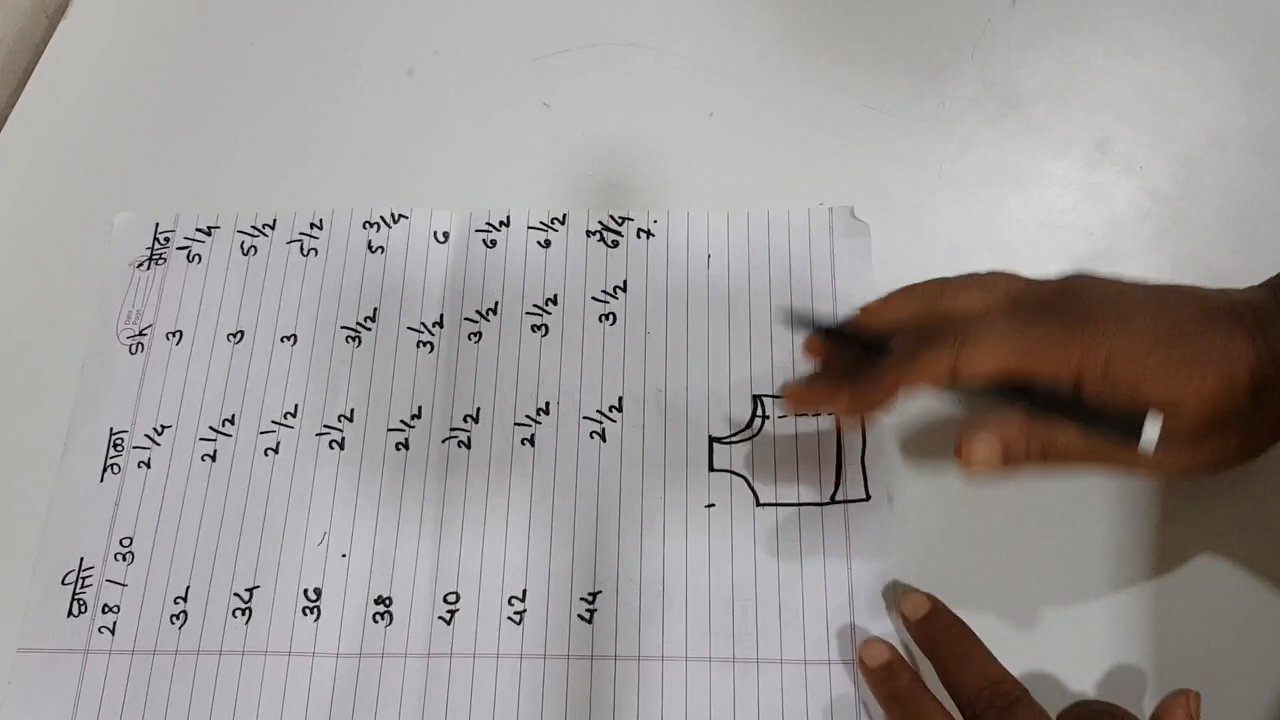 Date
Page
छाति गळा Sh मोढा
28 / 30 2 1/4 3 5 1/4
32 2 1/2 3 5 1/2
34 2 1/2 3 5 1/2
36 2 1/2 3 1/2 5 3/4
38 2 1/2 3 1/2 6
40 2 1/2 3 1/2 6 1/2
42 2 1/2 3 1/2 6 1/2
44 2 1/2 3 1/2 6 3/4
7.